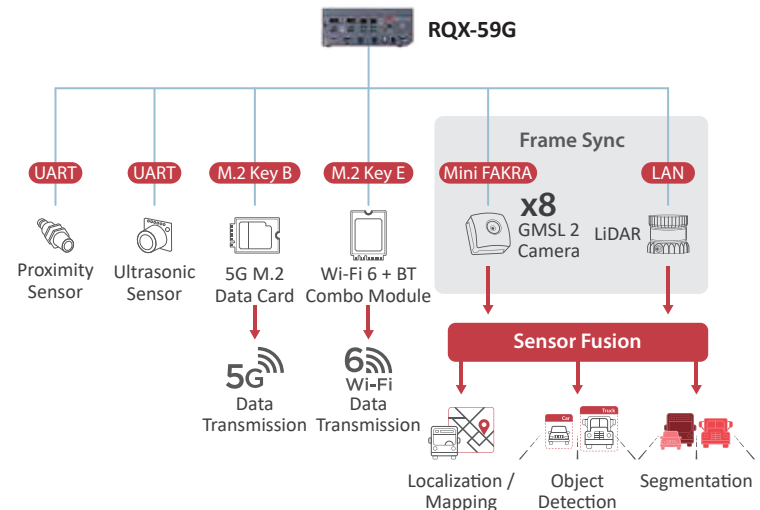 RQX-59G
Frame Sync
UART
UART
M.2 Key B
M.2 Key E
Mini FAKRA
LAN
Proximity
Sensor
Ultrasonic
Sensor
5G M.2
Data Card
Wi-Fi 6 + BT
Combo Module
x8
GMSL 2
Camera
LiDAR
5G
Data
Transmission
6
Wi-Fi
Data
Transmission
Sensor Fusion
Car
Truck
Localization /
Mapping
Object
Detection
Segmentation